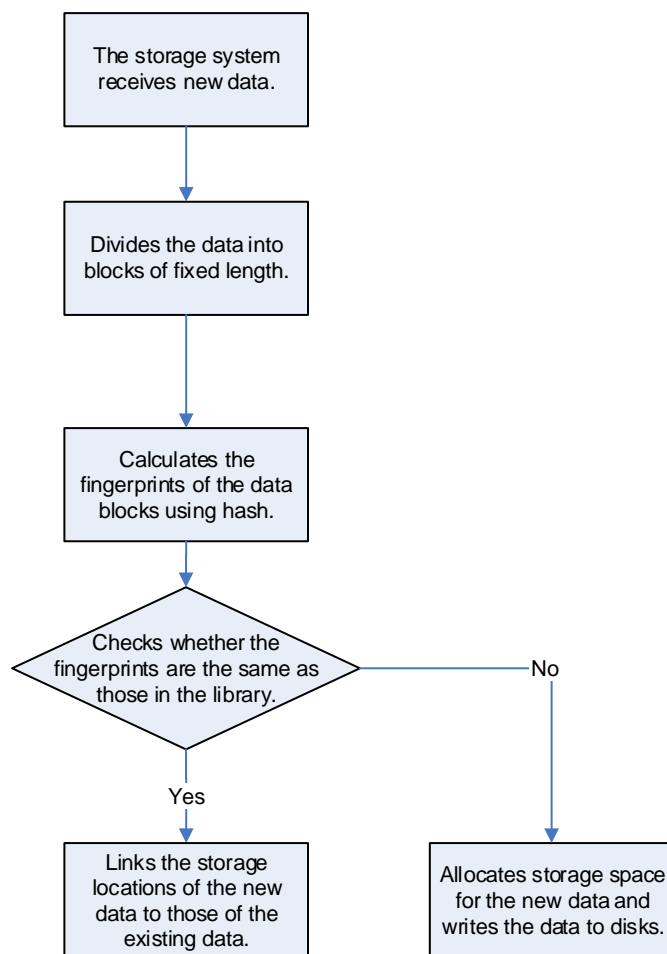 The storage system
receives new data.
Divides the data into
blocks of fixed length.
Calculates the
fingerprints of the data
blocks using hash.
Checks whether the
fingerprints are the same as
those in the library.
No
Yes
Links the storage
locations of the new
data to those of the
existing data.
Allocates storage space
for the new data and
writes the data to disks.